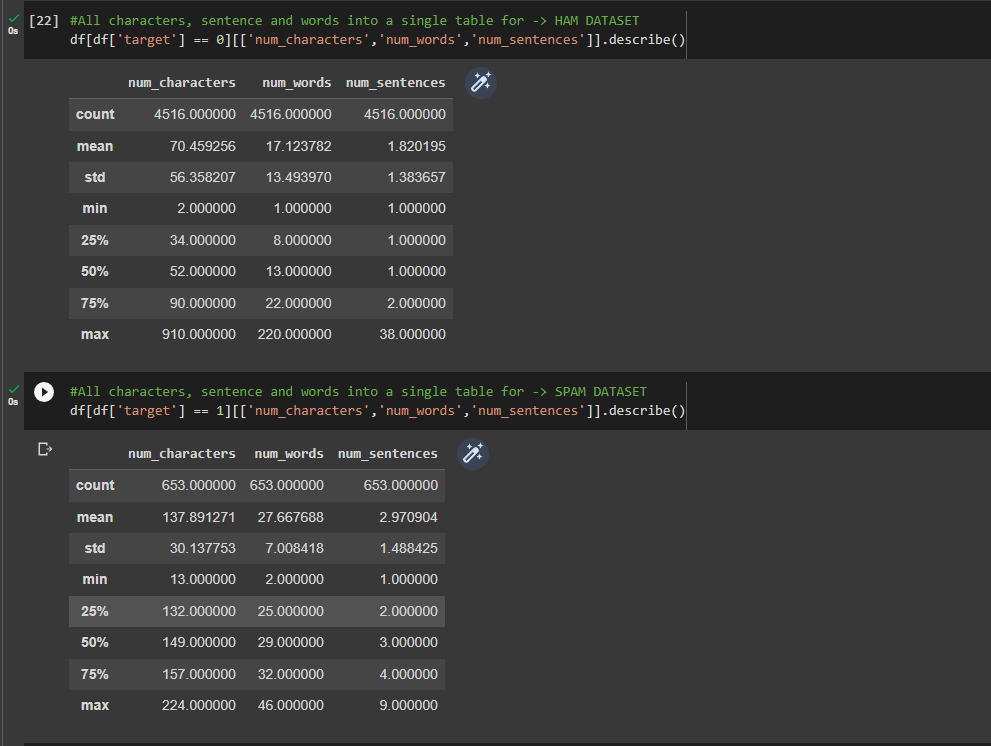 [22] #All characters, sentence and words into a single table for -> HAM DATASET
0s df[df['target'] == 0][['num_characters','num_words','num_sentences']].describe()
num_characters num_words num_sentences
count 4516.000000 4516.000000 4516.000000
mean 70.459256 17.123782 1.820195
std 56.358207 13.493970 1.383657
min 2.000000 1.000000 1.000000
25% 34.000000 8.000000 1.000000
50% 52.000000 13.000000 1.000000
75% 90.000000 22.000000 2.000000
max 910.000000 220.000000 38.000000
#All characters, sentence and words into a single table for -> SPAM DATASET
0s df[df['target'] == 1][['num_characters','num_words','num_sentences']].describe()
num_characters num_words num_sentences
count 653.000000 653.000000 653.000000
mean 137.891271 27.667688 2.970904
std 30.137753 7.008418 1.488425
min 13.000000 2.000000 1.000000
25% 132.000000 25.000000 2.000000
50% 149.000000 29.000000 3.000000
75% 157.000000 32.000000 4.000000
max 224.000000 46.000000 9.000000